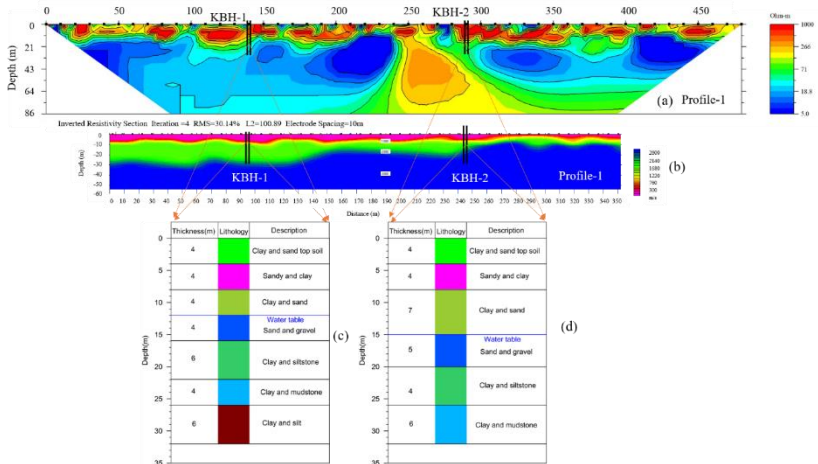 KBH-1 KBH-2
0 50 100 150 200 250 300 350 400 450
Ohm-m
Depth (m)
0
21
43
64
86
1000
266
71
18.8
5.0
(a) Profile-1
Inverted Resistivity Section Iteration =4 RMS=30.14% L2=100.89 Electrode Spacing=10m
Depth (m)
0
-10
-20
-30
-40
-50
-60
KBH-1 KBH-2 Profile-1 (b)
Distance (m)
Thickness(m) Lithology Description
Depth(m)
0
5
10
15
20
25
30
35
4 Clay and sand top soil
4 Sandy and clay
4 Clay and sand
Water table
4 Sand and gravel
6 Clay and siltstone
4 Clay and mudstone
6 Clay and silt
(c)
Thickness(m) Lithology Description
Depth(m)
0
5
10
15
20
25
30
35
4 Clay and sand top soil
4 Sandy and clay
7 Clay and sand
Water table
5 Sand and gravel
4 Clay and siltstone
6 Clay and mudstone
(d)